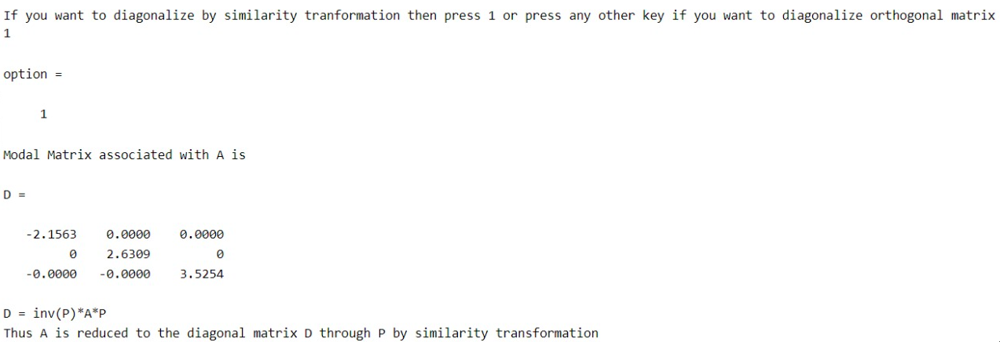 If you want to diagonalize by similarity tranformation then press 1 or press any other key if you want to diagonalize orthogonal matrix
1
option =
1
Modal Matrix associated with A is
D =
-2.1563 0.0000 0.0000
0 2.6309 0
-0.0000 -0.0000 3.5254
D = inv(P)*A*P
Thus A is reduced to the diagonal matrix D through P by similarity transformation